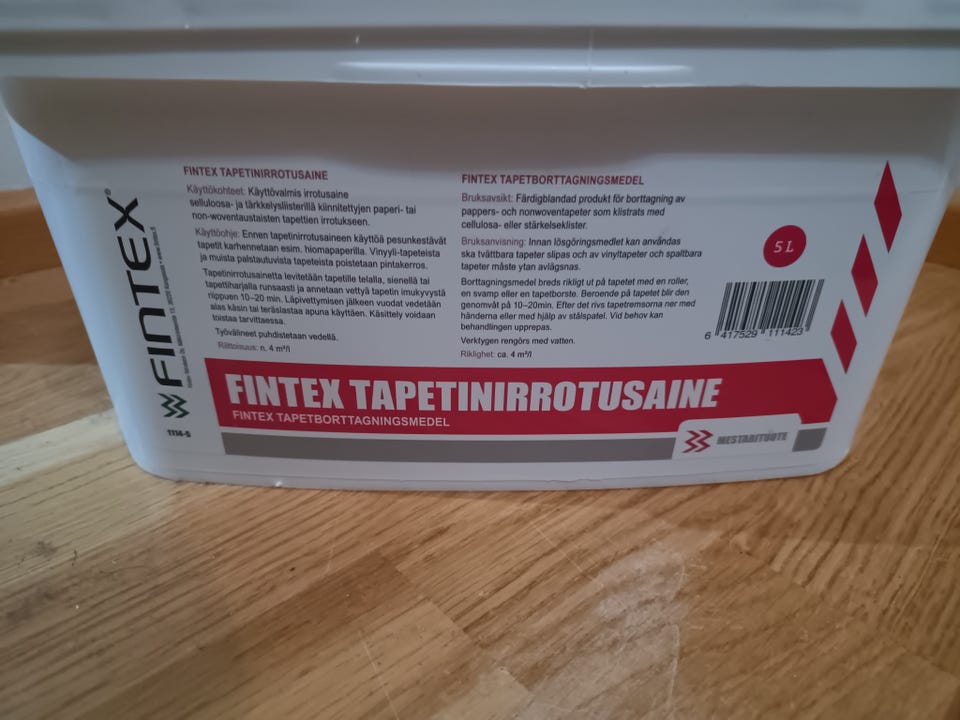 FINTEX®
1114-5
FINTEX TAPETINIRROTUSAINE
Käyttökohteet: Käyttövalmis irrotusaine
selluloosa- ja tärkkelysliisterillä kiinnitettyjen paperi- tai
non-woventaustaisten tapettien irrotukseen.
Käyttöohje: Ennen tapetinirrotusaineen käyttöä pesunkestävät
tapetit karhennetaan esim. hiomapaperilla. Vinyyli-tapeteista
ja muista palstautuvista tapeteista poistetaan pintakerros.
Tapetinirrotusainetta levitetään tapetille telalla, sienellä tai
tapettiharjalla runsaasti ja annetaan vettyä tapetin imukyvystä
riippuen 10–20 min. Läpivettymisen jälkeen vuodat vedetään
alas käsin tai teräslastaa apuna käyttäen. Käsittely voidaan
toistaa tarvittaessa.
Työvälineet puhdistetaan vedellä.
Riittoisuus: n. 4 m²/l
FINTEX TAPETBORTTAGNINGSMEDEL
Bruksavsikt: Färdigblandad produkt för borttagning av
pappers- och nonwoventapeter som klistrats med
cellulosa- eller stärkelseklister.
Bruksanvisning: Innan lösgöringsmedlet kan användas
ska tvättbara tapeter slipas och av vinyltapeter och spaltbara
tapeter måste ytan avlägsnas.
Borttagningsmedel breds rikligt ut på tapetet med en roller,
en svamp eller en tapetborste. Beroende på tapetet blir den
genomvåt på 10–20min. Efter det rivs tapetremsorna ner med
händerna eller med hjälp av stålspatel. Vid behov kan
behandlingen upprepas.
Verktygen rengörs med vatten.
Riklighet: ca. 4 m²/l
5 L
6 417529 111423
FINTEX TAPETINIRROTUSAINE
FINTEX TAPETBORTTAGNINGSMEDEL
MESTARITUOTE